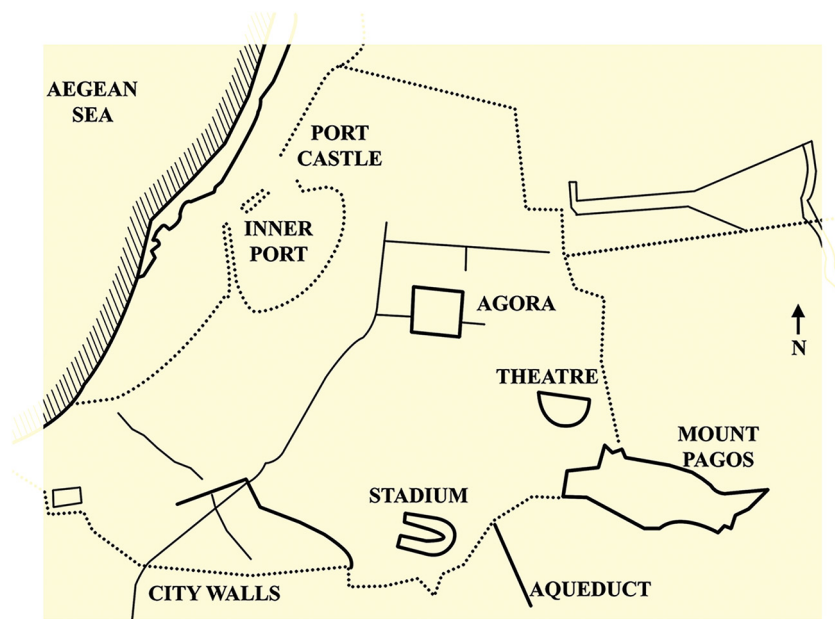 AEGEAN
SEA
PORT
CASTLE
INNER
PORT
AGORA
N
THEATRE
MOUNT
PAGOS
STADIUM
AQUEDUCT
CITY WALLS